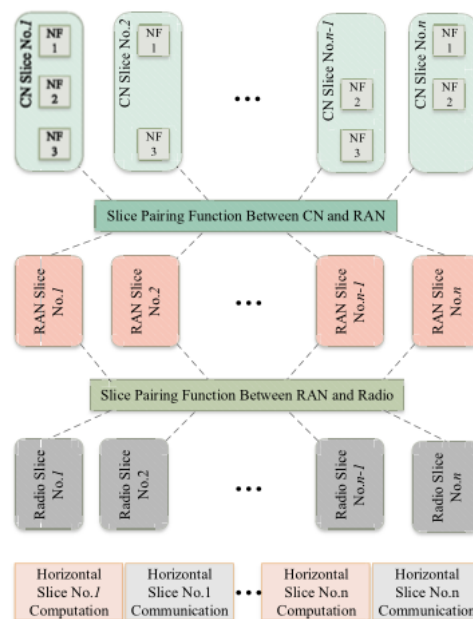 CN Slice No.1
NF
1
NF
2
NF
3
CN Slice No.2
NF
1
NF
3
...
CN Slice No.n-1
NF
2
NF
3
CN Slice No.n
NF
1
NF
2
Slice Pairing Function Between CN and RAN
RAN Slice
No.1
RAN Slice
No.2
...
RAN Slice
No.n-1
RAN Slice
No.n
Slice Pairing Function Between RAN and Radio
Radio Slice
No.1
Radio Slice
No.2
...
Radio Slice
No.n-1
Radio Slice
No.n
Horizontal
Slice No.1
Computation
Horizontal
Slice No.1
Communication
...
Horizontal
Slice No.n
Computation
Horizontal
Slice No.n
Communication